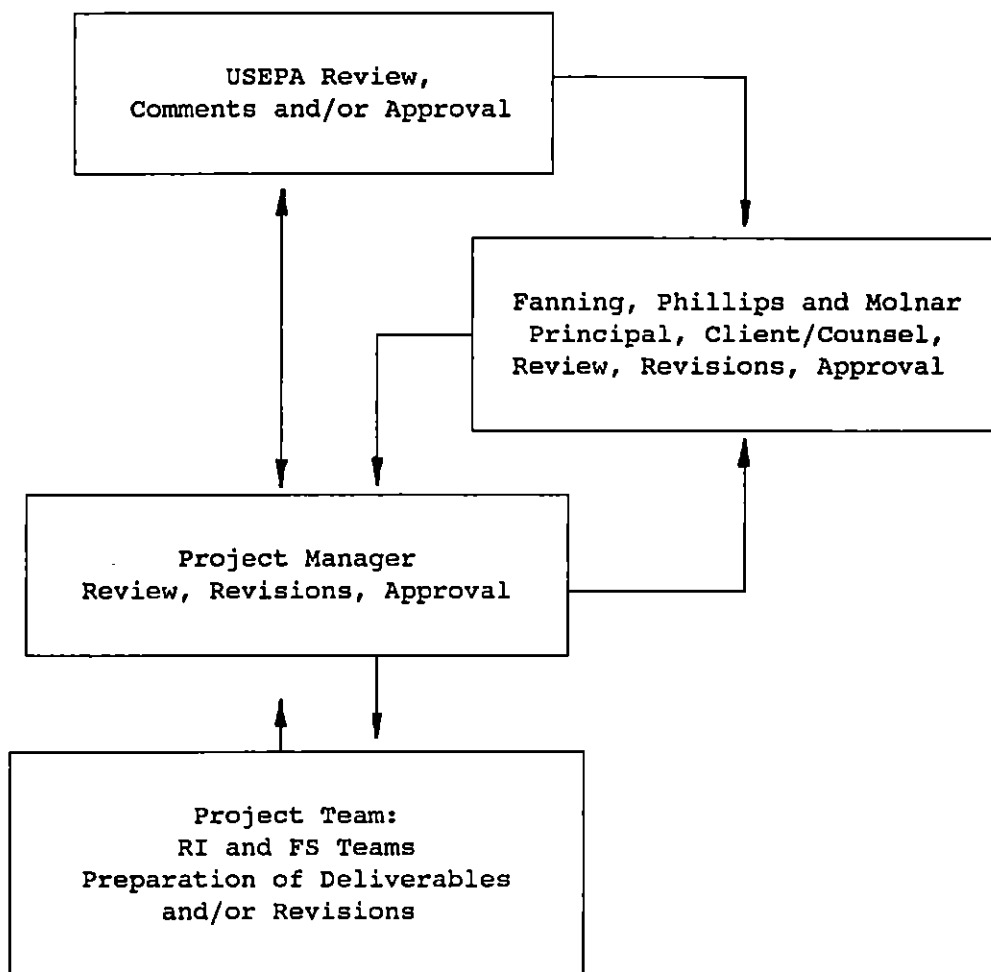 USEPA Review,
Comments and/or Approval
Fanning, Phillips and Molnar
Principal, Client/Counsel,
Review, Revisions, Approval
Project Manager
Review, Revisions, Approval
Project Team:
RI and FS Teams
Preparation of Deliverables
and/or Revisions